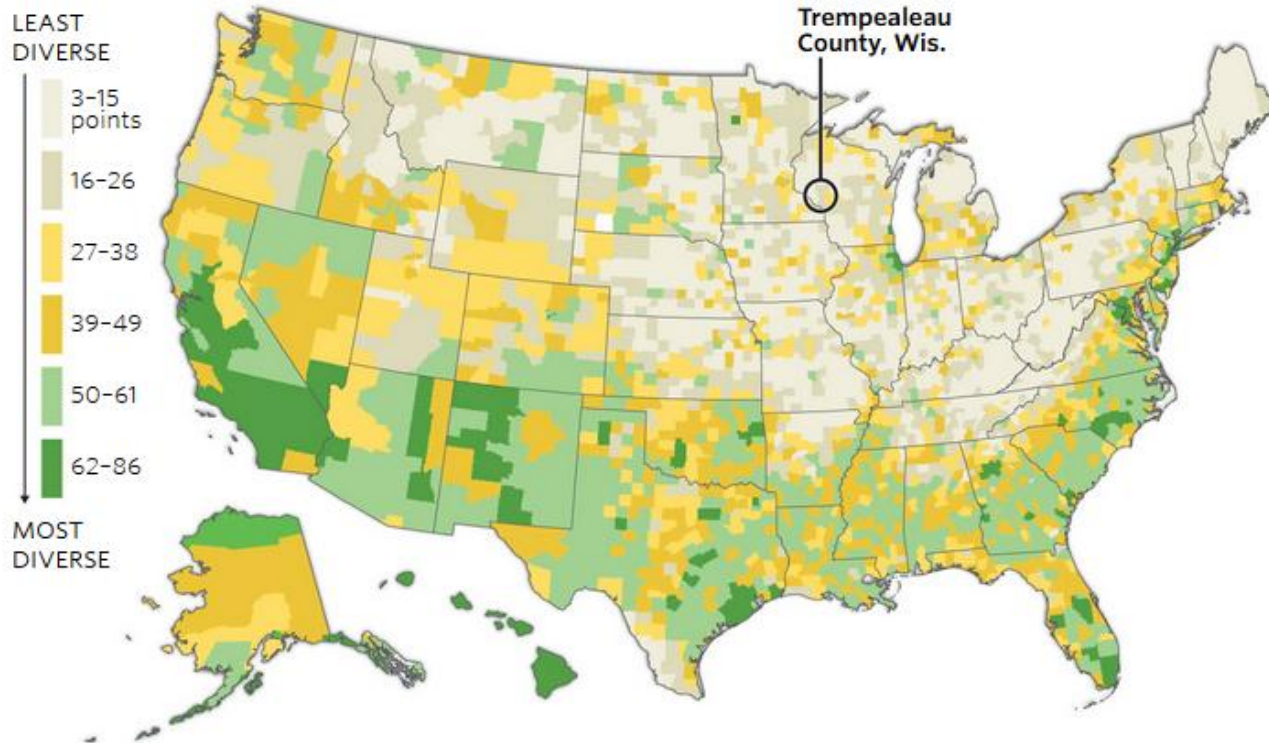 LEAST
DIVERSE
3–15
points
16–26
27–38
39–49
50–61
62–86
MOST
DIVERSE
Trempealeau
County, Wis.